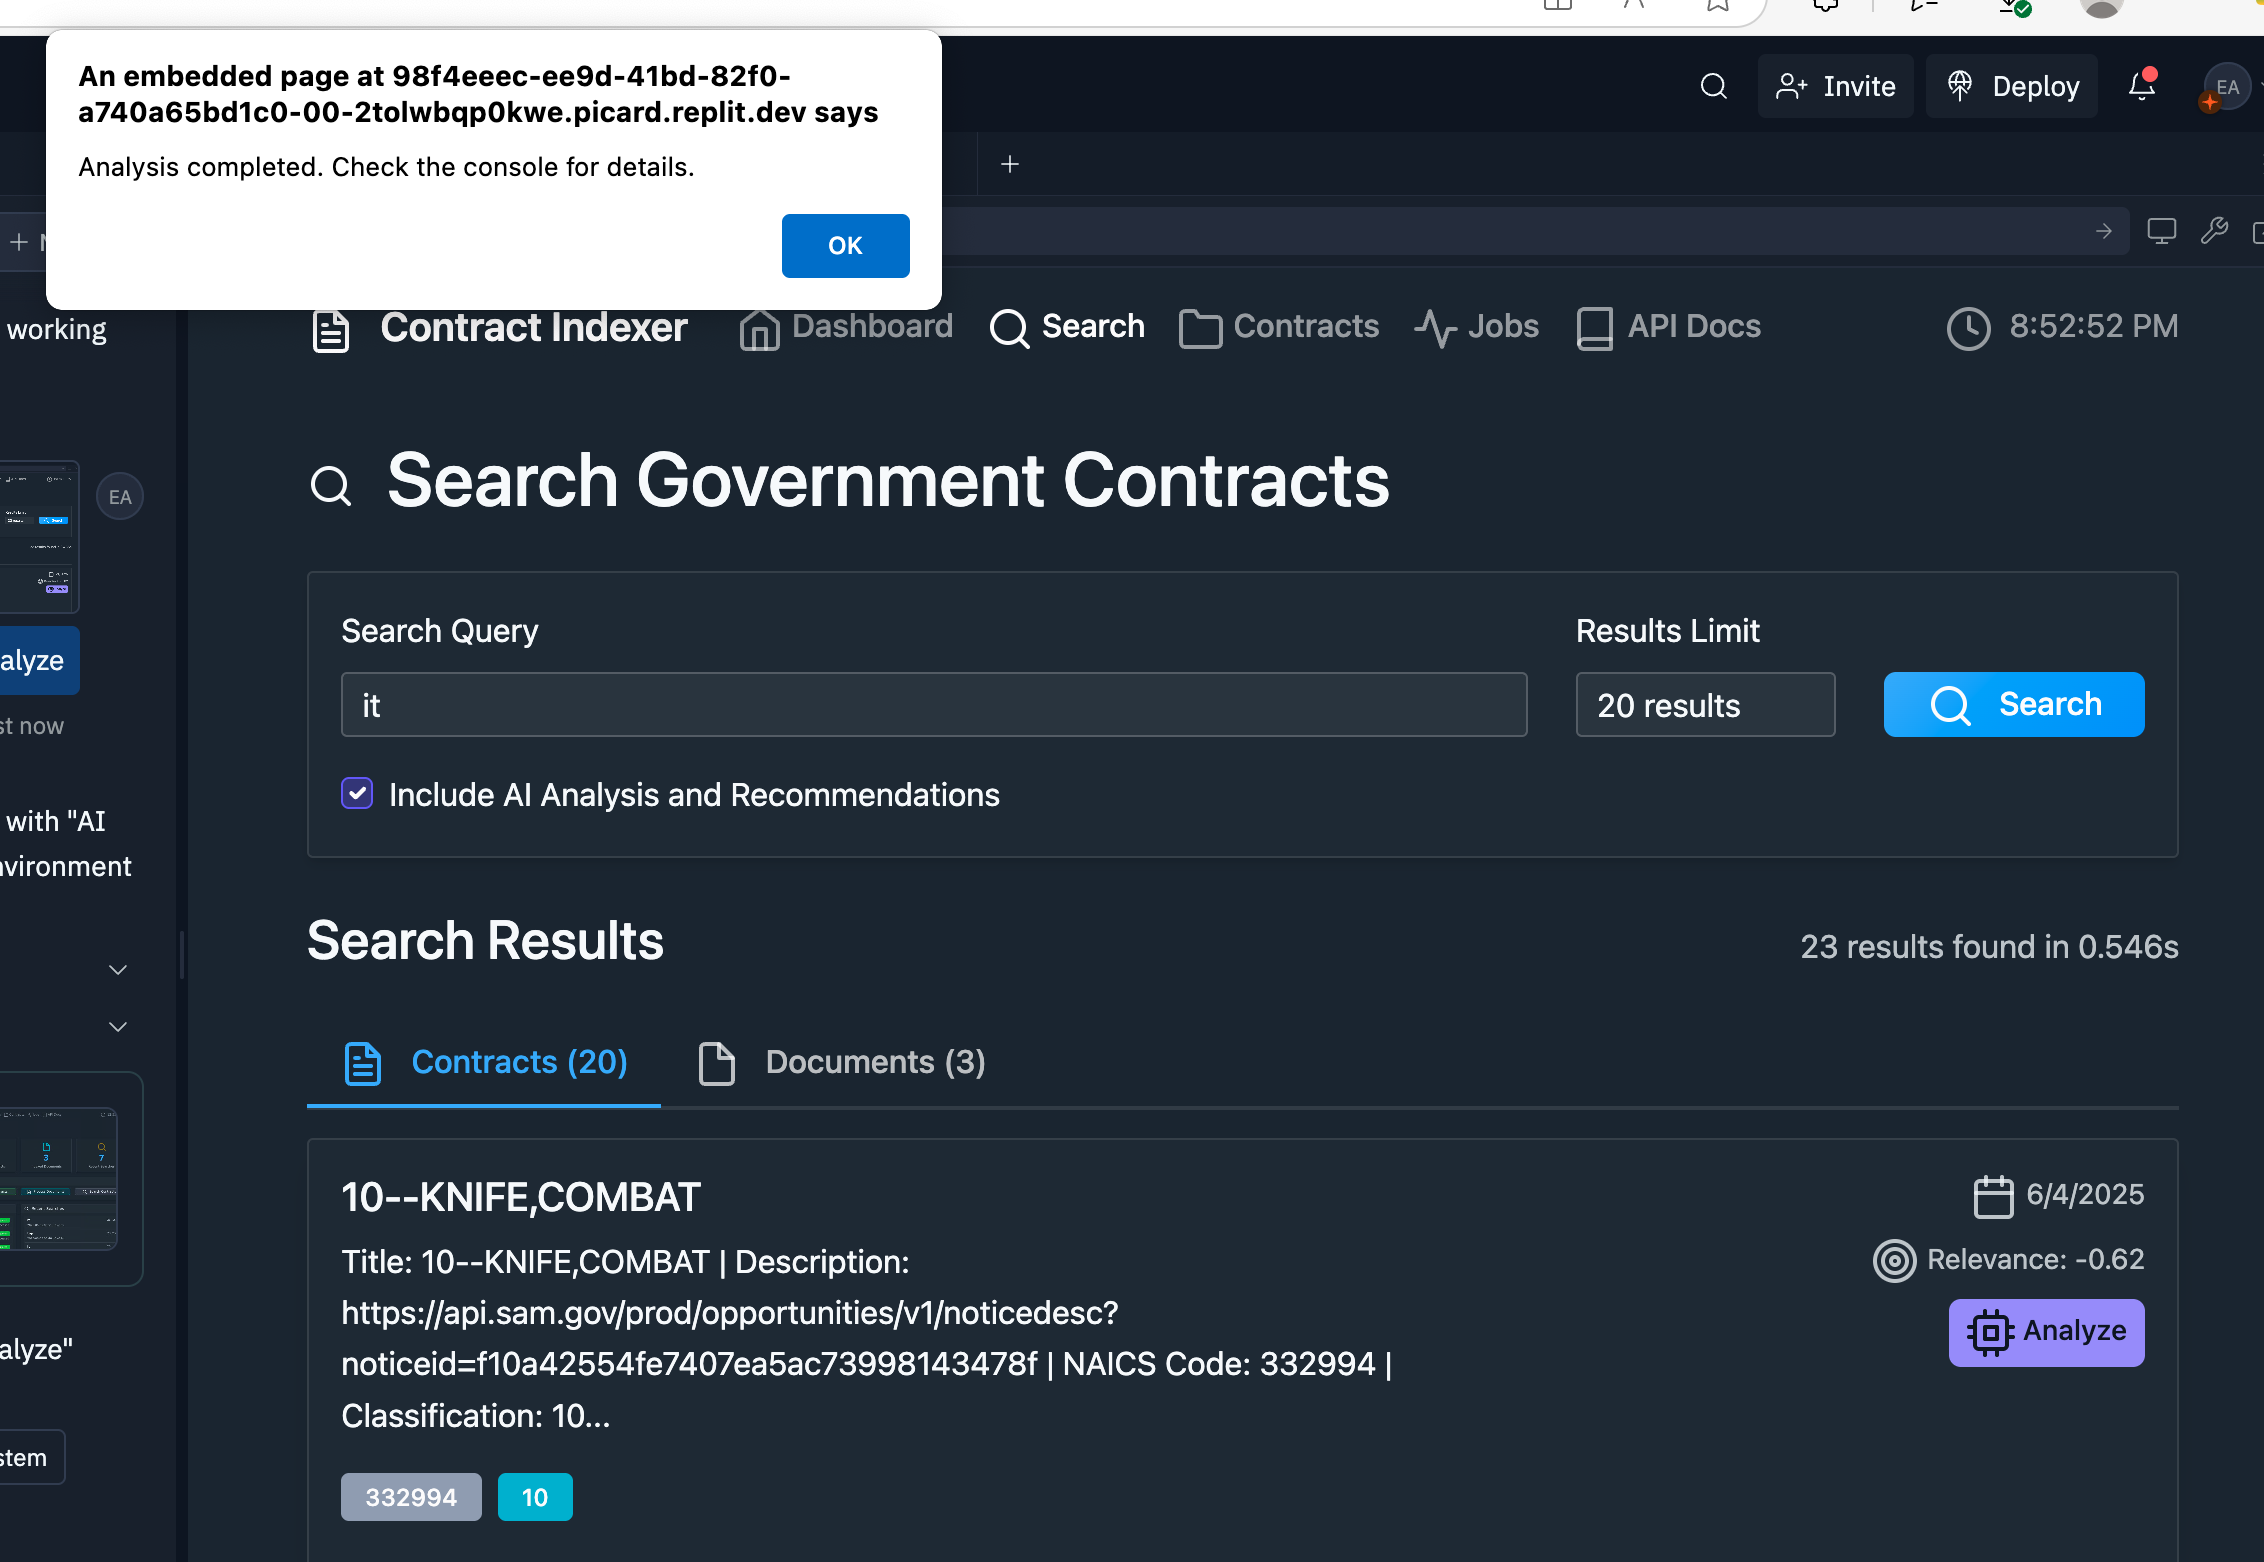 An embedded page at 98f4eeec-ee9d-41bd-82f0-
a740a65bd1c0-00-2tolwbqp0kwe.picard.replit.dev says
Analysis completed. Check the console for details.
OK
Invite
Deploy
EA
working
EA
alyze
st now
with "AI
nvironment
alyze"
stem
Contract Indexer
Dashboard
Search
Contracts
Jobs
API Docs
8:52:52 PM
Search Government Contracts
Search Query
Results Limit
it
20 results
Search
Include AI Analysis and Recommendations
Search Results
23 results found in 0.546s
Contracts (20)
Documents (3)
10--KNIFE,COMBAT
6/4/2025
Title: 10--KNIFE,COMBAT | Description:
Relevance: -0.62
https://api.sam.gov/prod/opportunities/v1/noticedesc?
Analyze
noticeid=f10a42554fe7407ea5ac73998143478f | NAICS Code: 332994 |
Classification: 10...
332994
10